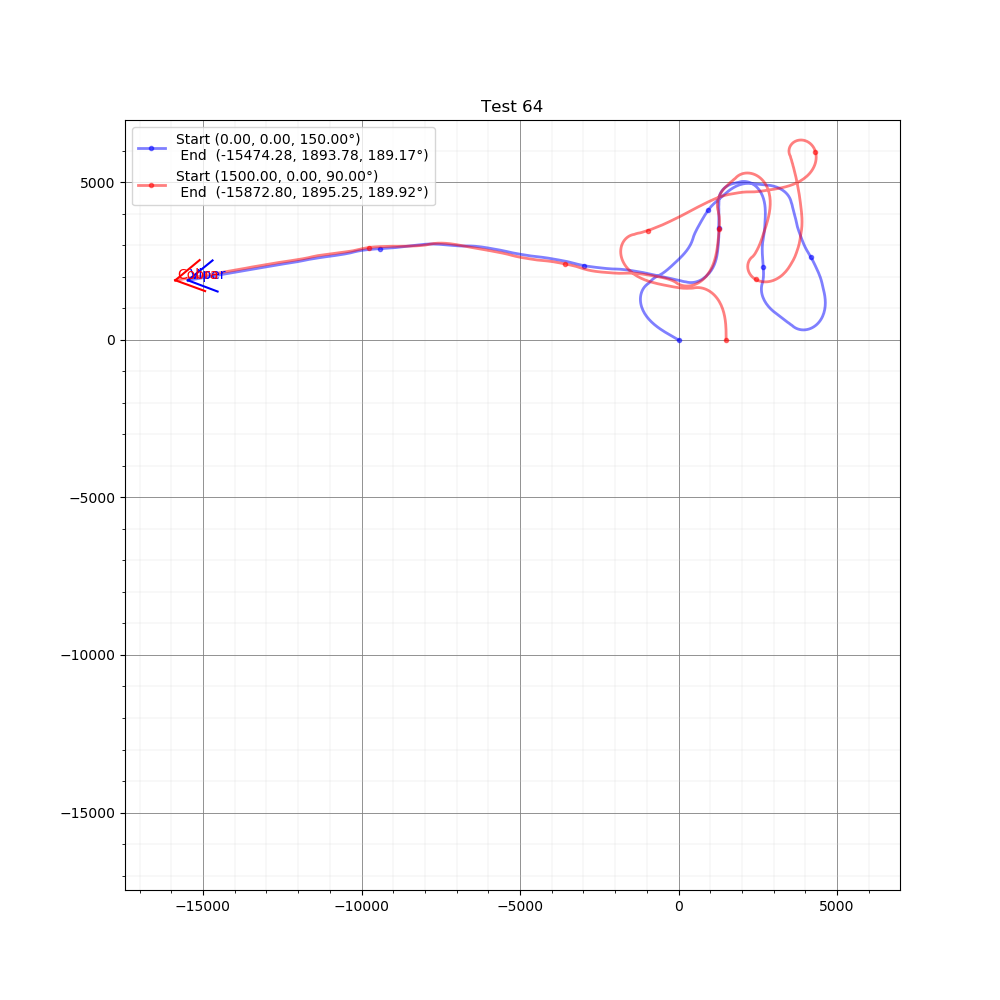 Test 64
Start (0.00, 0.00, 150.00°)
End  (-15474.28, 1893.78, 189.17°)
Start (1500.00, 0.00, 90.00°)
End  (-15872.80, 1895.25, 189.92°)
5000
0
−5000
−10000
−15000
−15000
−10000
−5000
0
5000